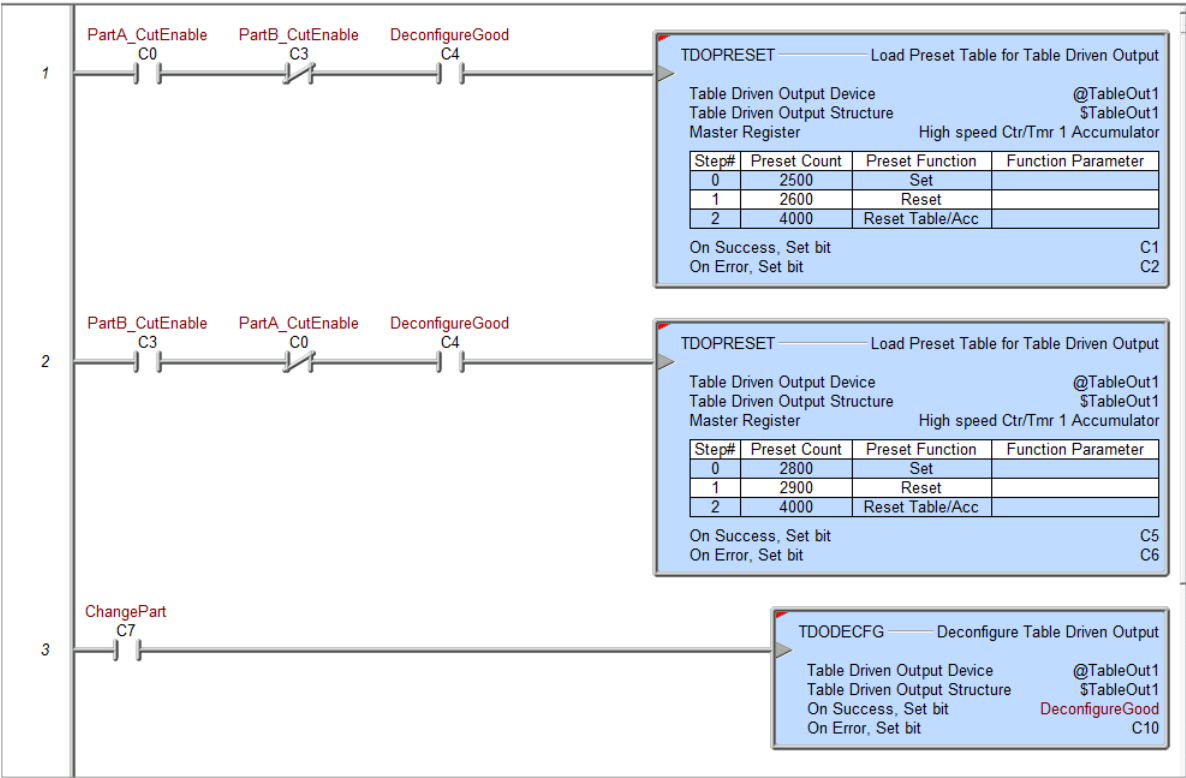 PartA_CutEnable PartB_CutEnable DeconfigureGood
C0 C3 C4
1
TDOPRESET Load Preset Table for Table Driven Output
Table Driven Output Device @TableOut1
Table Driven Output Structure $TableOut1
Master Register High speed Ctr/Tmr 1 Accumulator
Step# Preset Count Preset Function Function Parameter
0 2500 Set
1 2600 Reset
2 4000 Reset Table/Acc
On Success, Set bit C1
On Error, Set bit C2
PartB_CutEnable PartA_CutEnable DeconfigureGood
C3 C0 C4
2
TDOPRESET Load Preset Table for Table Driven Output
Table Driven Output Device @TableOut1
Table Driven Output Structure $TableOut1
Master Register High speed Ctr/Tmr 1 Accumulator
Step# Preset Count Preset Function Function Parameter
0 2800 Set
1 2900 Reset
2 4000 Reset Table/Acc
On Success, Set bit C5
On Error, Set bit C6
ChangePart
C7
3
TDODECFG Deconfigure Table Driven Output
Table Driven Output Device @TableOut1
Table Driven Output Structure $TableOut1
On Success, Set bit DeconfigureGood
On Error, Set bit C10